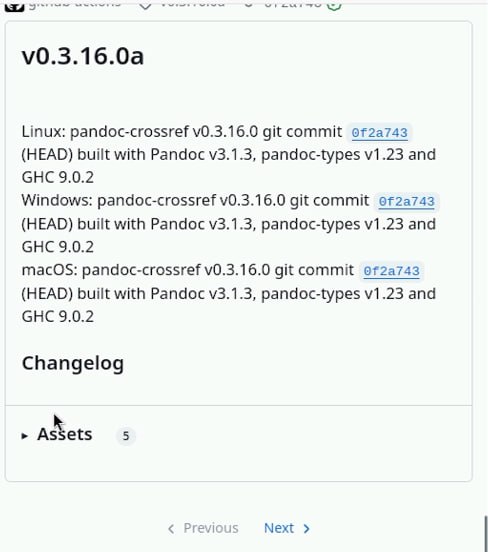 github-actions
v0.3.16.0a
Linux: pandoc-crossref v0.3.16.0 git commit 0f2a743
(HEAD) built with Pandoc v3.1.3, pandoc-types v1.23 and
GHC 9.0.2
Windows: pandoc-crossref v0.3.16.0 git commit 0f2a743
(HEAD) built with Pandoc v3.1.3, pandoc-types v1.23 and
GHC 9.0.2
macOS: pandoc-crossref v0.3.16.0 git commit 0f2a743
(HEAD) built with Pandoc v3.1.3, pandoc-types v1.23 and
GHC 9.0.2
Changelog
Assets 5
Previous Next